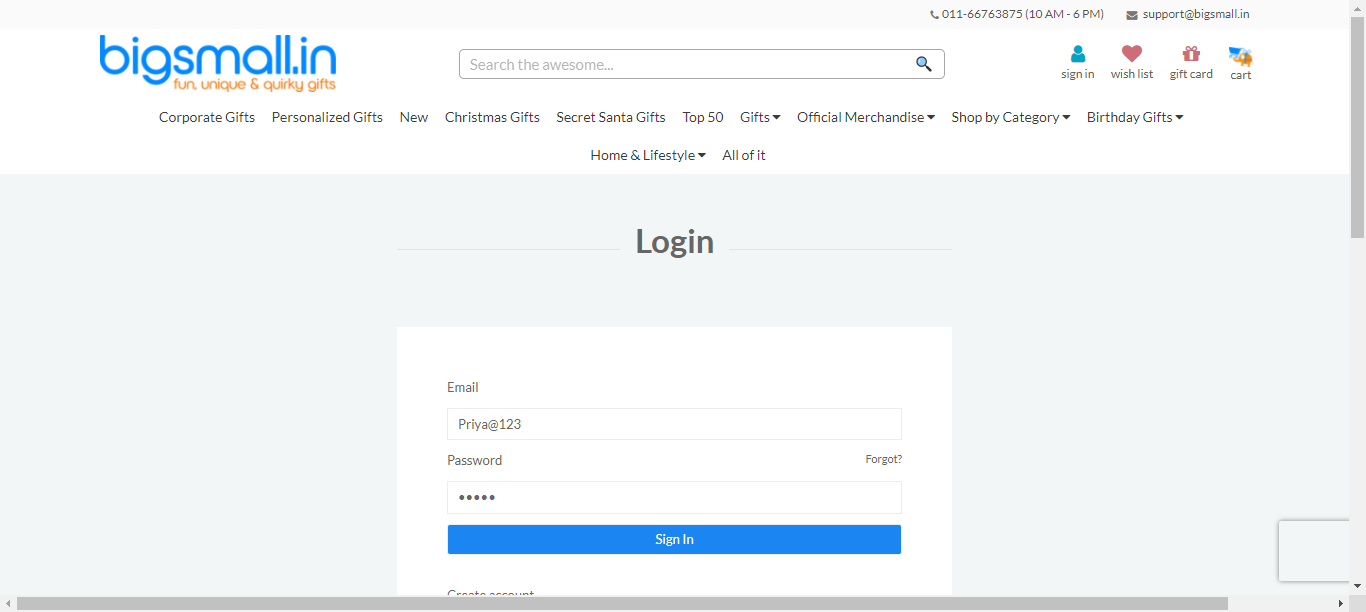 011-66763875 (10 AM - 6 PM) support@bigsmall.in
bigsmall.in
fun, unique & quirky gifts
Search the awesome...
sign in wish list gift card cart
Corporate Gifts Personalized Gifts New Christmas Gifts Secret Santa Gifts Top 50 Gifts Official Merchandise Shop by Category Birthday Gifts
Home & Lifestyle All of it
Login
Email
Priya@123
Password Forgot?
•••••
Sign In
Create account